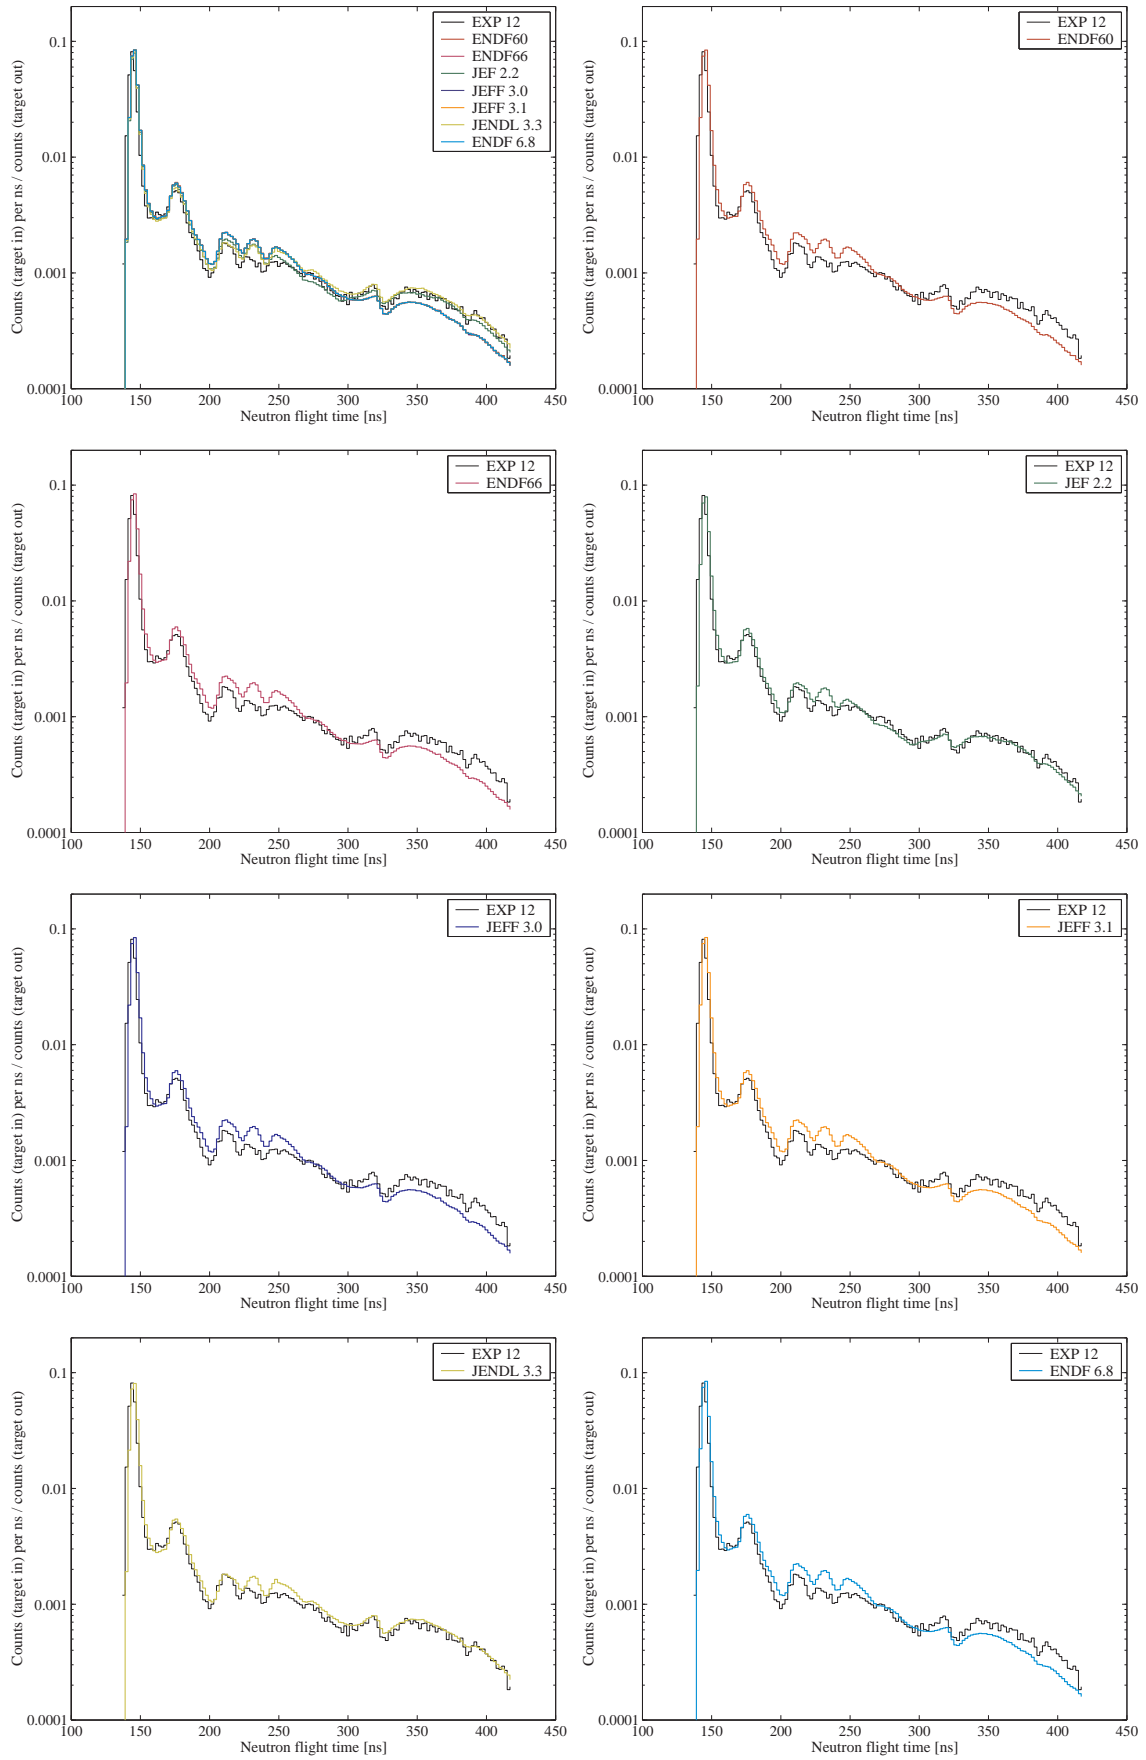 EXP 12
ENDF60
ENDF66
JEF 2.2
JEFF 3.0
JEFF 3.1
JENDL 3.3
ENDF 6.8
0.1
0.01
0.001
0.0001
100 150 200 250 300 350 400 450
Neutron flight time [ns]
Counts (target in) per ns / counts (target out)
EXP 12
ENDF60
0.1
0.01
0.001
0.0001
100 150 200 250 300 350 400 450
Neutron flight time [ns]
Counts (target in) per ns / counts (target out)
EXP 12
ENDF66
0.1
0.01
0.001
0.0001
100 150 200 250 300 350 400 450
Neutron flight time [ns]
Counts (target in) per ns / counts (target out)
EXP 12
JEF 2.2
0.1
0.01
0.001
0.0001
100 150 200 250 300 350 400 450
Neutron flight time [ns]
Counts (target in) per ns / counts (target out)
EXP 12
JEFF 3.0
0.1
0.01
0.001
0.0001
100 150 200 250 300 350 400 450
Neutron flight time [ns]
Counts (target in) per ns / counts (target out)
EXP 12
JEFF 3.1
0.1
0.01
0.001
0.0001
100 150 200 250 300 350 400 450
Neutron flight time [ns]
Counts (target in) per ns / counts (target out)
EXP 12
JENDL 3.3
0.1
0.01
0.001
0.0001
100 150 200 250 300 350 400 450
Neutron flight time [ns]
Counts (target in) per ns / counts (target out)
EXP 12
ENDF 6.8
0.1
0.01
0.001
0.0001
100 150 200 250 300 350 400 450
Neutron flight time [ns]
Counts (target in) per ns / counts (target out)